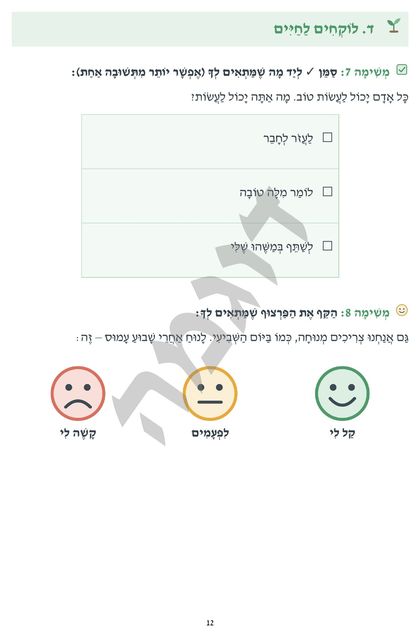 ד. לוֹקְחִים לַחַיִּים
מְשִׂימָה 7: סַמֵּן ✓ לְיַד מָה שֶׁמַּתְאִים לְךָ (אֶפְשָׁר יוֹתֵר מִתְּשׁוּבָה אַחַת):
כָּל אָדָם יָכוֹל לַעֲשׂוֹת טוֹב. מָה אַתָּה יָכוֹל לַעֲשׂוֹת?
☐ לַעֲזֹר לְחָבֵר
☐ לוֹמַר מִלָּה טוֹבָה
☐ לְשַׁתֵּף בְּמַשֶּׁהוּ שֶׁלִּי
מְשִׂימָה 8: הַקֵּף אֶת הַפַּרְצוּף שֶׁמַּתְאִים לְךָ:
גַּם אֲנַחְנוּ צְרִיכִים מְנוּחָה, כְּמוֹ בַּיּוֹם הַשְּׁבִיעִי. לָנוּחַ אַחֲרֵי שָׁבוּעַ עָמוּס – זֶה:
קַל לִי
לִפְעָמִים
קָשֶׁה לִי
דוגמה
12